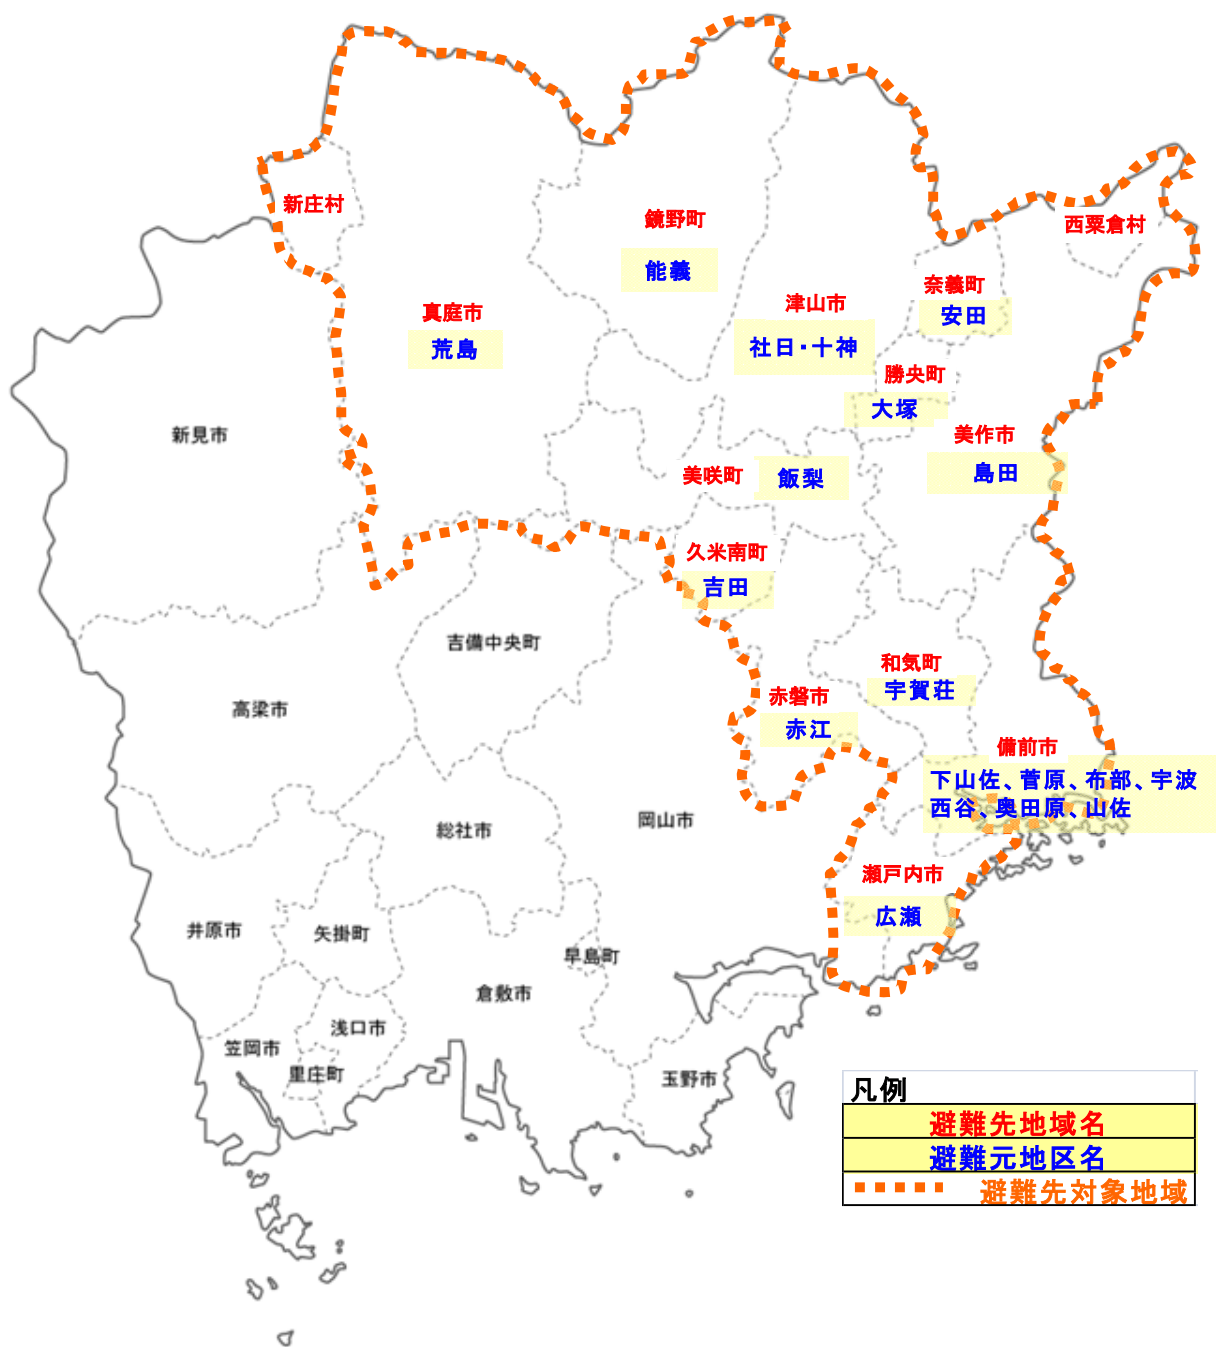 新庄村
鏡野町
能義
西粟倉村
奈義町
安田
津山市
社日・十神
真庭市
荒島
勝央町
大塚
新見市
美作市
島田
美咲町
飯梨
久米南町
吉田
吉備中央町
和気町
宇賀荘
高梁市
赤磐市
赤江
備前市
下山佐、菅原、布部、宇波
西谷、奥田原、山佐
総社市
岡山市
瀬戸内市
広瀬
井原市
矢掛町
早島町
倉敷市
浅口市
笠岡市
里庄町
玉野市
凡例
避難先地域名
避難元地区名
避難先対象地域